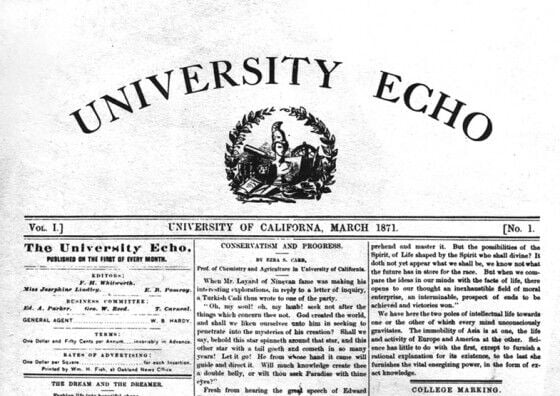 UNIVERSITY ECHO
VOL. I.]
UNIVERSITY OF CALIFORNA, MARCH 1871.
[No. 1.
The University Echo.
PUBLISHED ON THE FIRST OF EVERY MONTH.
EDITORS:
F. H. Whitworth.
Miss Josephine Lindley. E. B. Pomroy.
BUSINESS COMMITTEE:
Ed. A. Parker. Geo. W. Reed. T. Carneal.
GENERAL AGENT W. B. HARDY.
TERMS:
One Dollar and Fifty Cents per Annum......invariably in Advance.
RATES OF ADVERTISING:
One Dollar per Square for each Insertion.
Printed by Wm. H. Fish, at Oakland News Office.
THE DREAM AND THE DREAMER.
CONSERVATISM AND PROGRESS.
BY EZRA S. CARR,
Prof. of Chemistry and Agriculture in University of California.
When Mr. Layard of Ninevan fame was making his
interesting explorations, in reply to a letter of inquiry,
a Turkish Cadi thus wrote to one of the party.
"Oh, my soul! oh, my lamb! seek not after the
things which concern thee not. God created the world,
and shall we liken ourselves unto him in seeking to
penetrate into the mysteries of his creation? Shall we
say, behold this star spinneth around that star, and this
other star with a tail goeth and cometh in so many
years! Let it go! He from whose hand it came will
guide and direct it. Will much knowledge create thee
a double belly, or wilt thou seek Paradise with thine
eyes?"
Fresh from hearing the great speech of Edward
prehend and master it. But the possibilities of the
Spirit, of Life shaped by the Spirit who shall divine? It
doth not yet appear what we shall be, we know not what
the future has in store for the race. But when we com-
pare the ideas in our minds with the facts of life, there
opens to our thought an inexhaustible field of moral
enterprise, an interminable, prospect of ends to be
achieved and victories won."
We have here the two poles of intellectual life towards
one or the other of which every mind unconsciously
gravitates. The immobility of Asia is at one, the life
and activity of Europe and America at the other. Sci-
ence has little to do with the first, except to furnish a
rational explanation for its existence, to the last she
furnishes the vital energizing power, in the form of ex-
act knowledge.
COLLEGE MARKING.